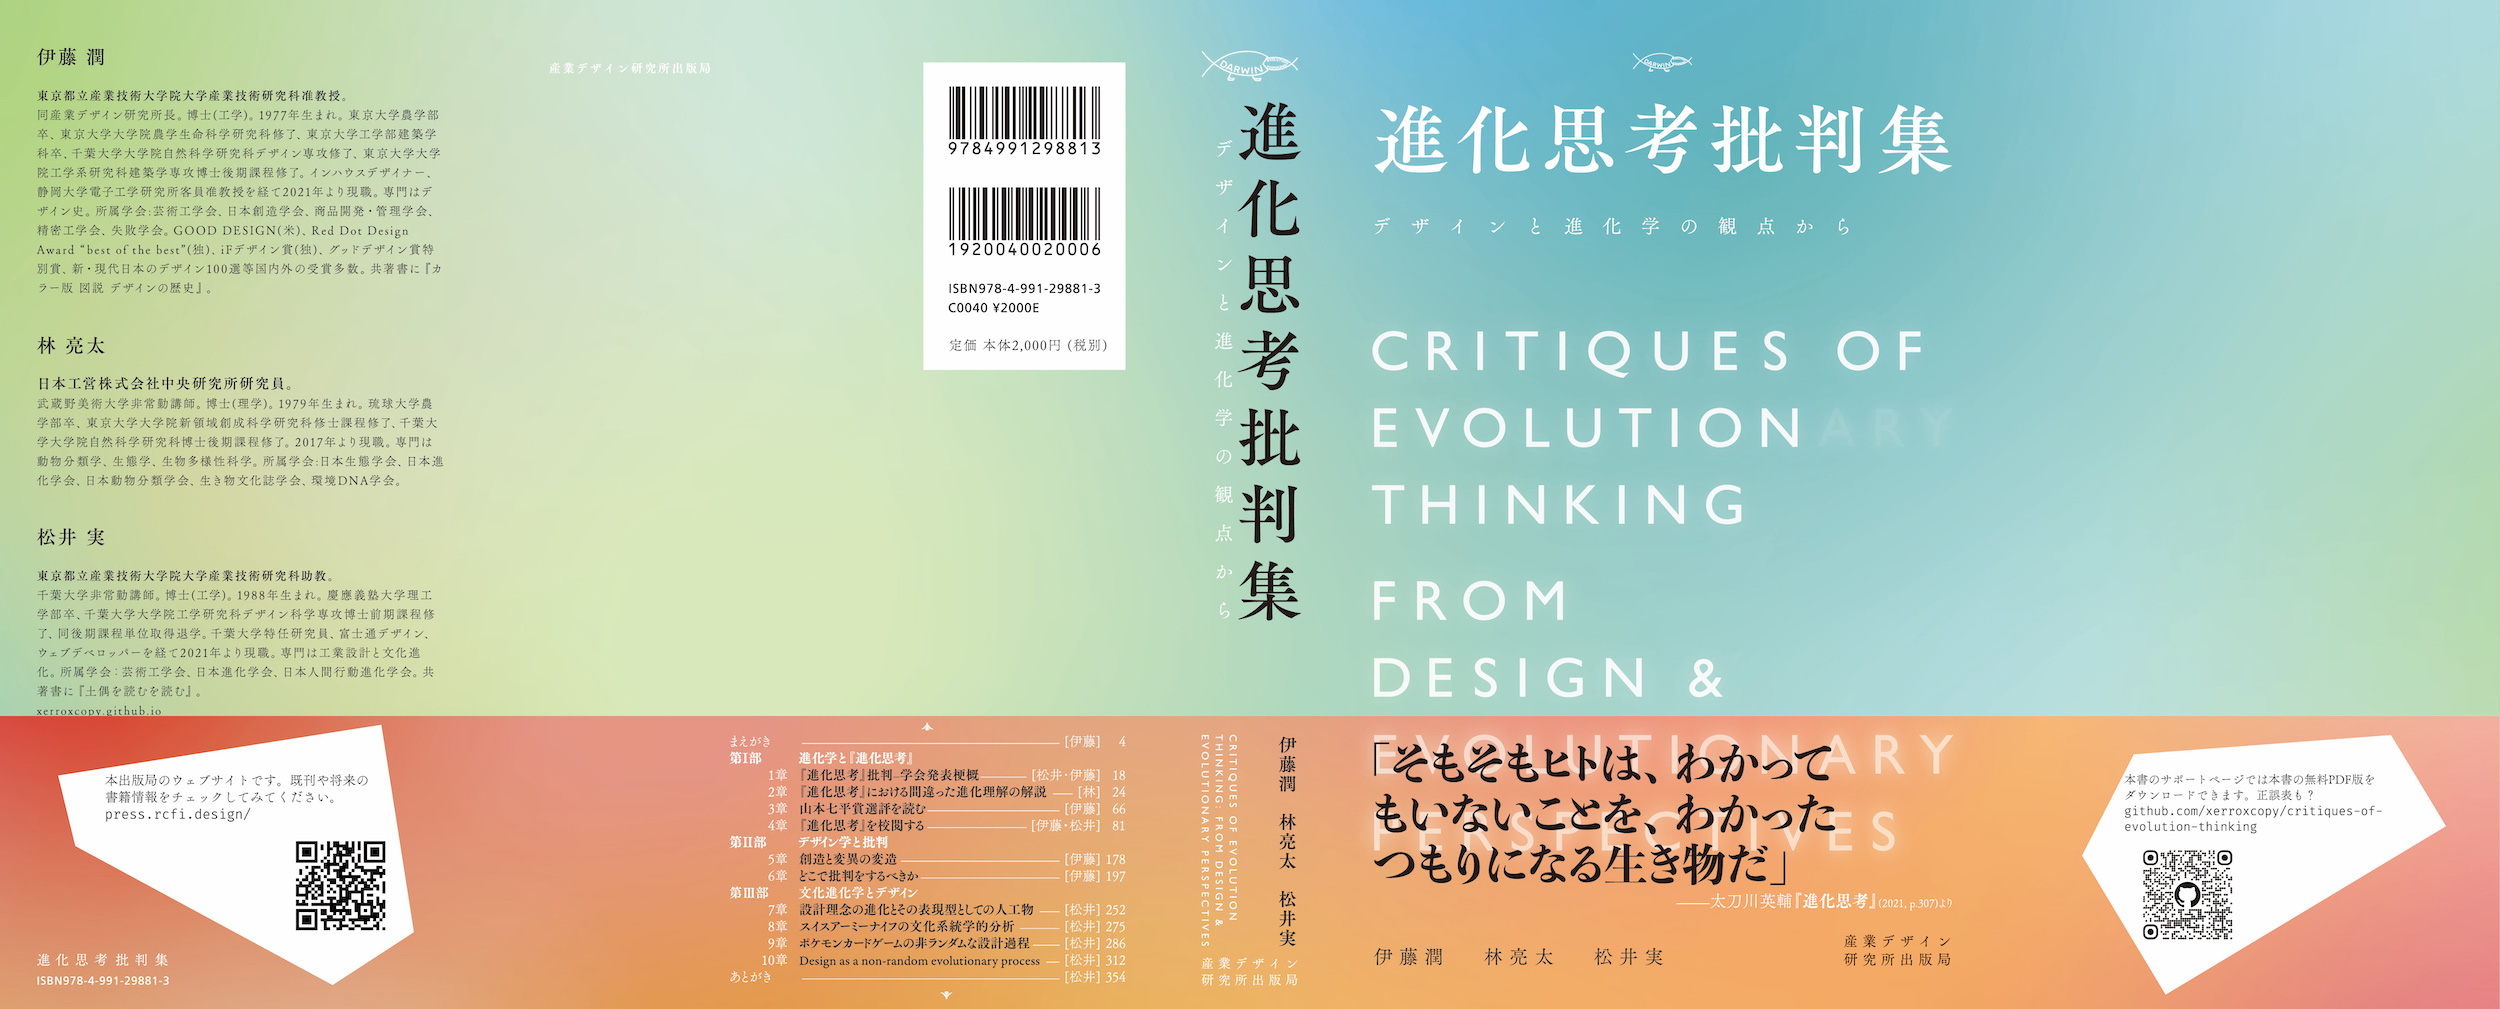 伊藤 潤
東京都立産業技術大学院大学産業技術研究科准教授。
同産業デザイン研究所長。博士(工学)。1977年生まれ。東京大学農学部
卒、東京大学大学院農学生命科学研究科修了、東京大学工学部建築学
科卒、千葉大学大学院自然科学研究科デザイン専攻修了、東京大学大学
院工学系研究科建築学専攻博士後期課程修了。インハウスデザイナー、
静岡大学電子工学研究所客員准教授を経て2021年より現職。専門はデ
ザイン史。所属学会:芸術工学会、日本創造学会、商品開発・管理学会、
精密工学会、失敗学会。GOOD DESIGN(米)、Red Dot Design
Award “best of the best”(独)、iFデザイン賞(独)、グッドデザイン賞特
別賞、新・現代日本のデザイン100選等国内外の受賞多数。共著書に『カ
ラー版 図説 デザインの歴史』。
林 亮太
日本工営株式会社中央研究所研究員。
武蔵野美術大学非常勤講師。博士(理学)。1979年生まれ。琉球大学農
学部卒、東京大学大学院新領域創成科学研究科修士課程修了、千葉大
学大学院自然科学研究科博士後期課程修了。2017年より現職。専門は
動物分類学、生態学、生物多様性科学。所属学会:日本生態学会、日本進
化学会、日本動物分類学会、生き物文化誌学会、環境DNA学会。
松井 実
東京都立産業技術大学院大学産業技術研究科助教。
千葉大学非常勤講師。博士(工学)。1988年生まれ。慶應義塾大学理工
学部卒、千葉大学大学院工学研究科デザイン科学専攻博士前期課程修
了、同後期課程単位取得退学。千葉大学特任研究員、富士通デザイン、
ウェブデベロッパーを経て2021年より現職。専門は工業設計と文化進
化。所属学会:芸術工学会、日本進化学会、日本人間行動進化学会。共
著書に『土偶を読むを読む』。
xerroxcopy.github.io
本出版局のウェブサイトです。既刊や将来の
書籍情報をチェックしてみてください。
press.rcfi.design/
進化思考批判集
ISBN978-4-991-29881-3
産業デザイン研究所出版局
9784991298813
1920040020006
ISBN978-4-991-29881-3
C0040 ¥2000E
定価 本体2,000円 (税別)
まえがき [伊藤] 4
第I部 進化学と『進化思考』
1章 『進化思考』批判–学会発表梗概 [松井・伊藤] 18
2章 『進化思考』における間違った進化理解の解説 [林] 24
3章 山本七平賞選評を読む [伊藤] 66
4章 『進化思考』を校閲する [伊藤・松井] 81
第II部 デザイン学と批判
5章 創造と変異の変造 [伊藤] 178
6章 どこで批判をするべきか [伊藤] 197
第III部 文化進化学とデザイン
7章 設計理念の進化とその表現型としての人工物 [松井] 252
8章 スイスアーミーナイフの文化系統学的分析 [松井] 275
9章 ポケモンカードゲームの非ランダムな設計過程 [松井] 286
10章 Design as a non-random evolutionary process [松井] 312
あとがき [松井] 354
DARWIN
進化思考批判集
デザインと進化学の観点から
CRITIQUES OF EVOLUTION
THINKING: FROM DESIGN &
EVOLUTIONARY PERSPECTIVES
伊藤潤 林亮太 松井実
産業デザイン
研究所出版局
DARWIN
進化思考批判集
デザインと進化学の観点から
CRITIQUES OF
EVOLUTIONARY
THINKING
FROM
DESIGN &
EVOLUTIONARY
PERSPECTIVES
「そもそもヒトは、わかって
もいないことを、わかった
つもりになる生き物だ」
——太刀川英輔『進化思考』(2021, p.307)より
伊藤潤 林亮太 松井実
産業デザイン
研究所出版局
本書のサポートページでは本書の無料PDF版を
ダウンロードできます。正誤表も?
github.com/xerroxcopy/critiques-of-
evolution-thinking